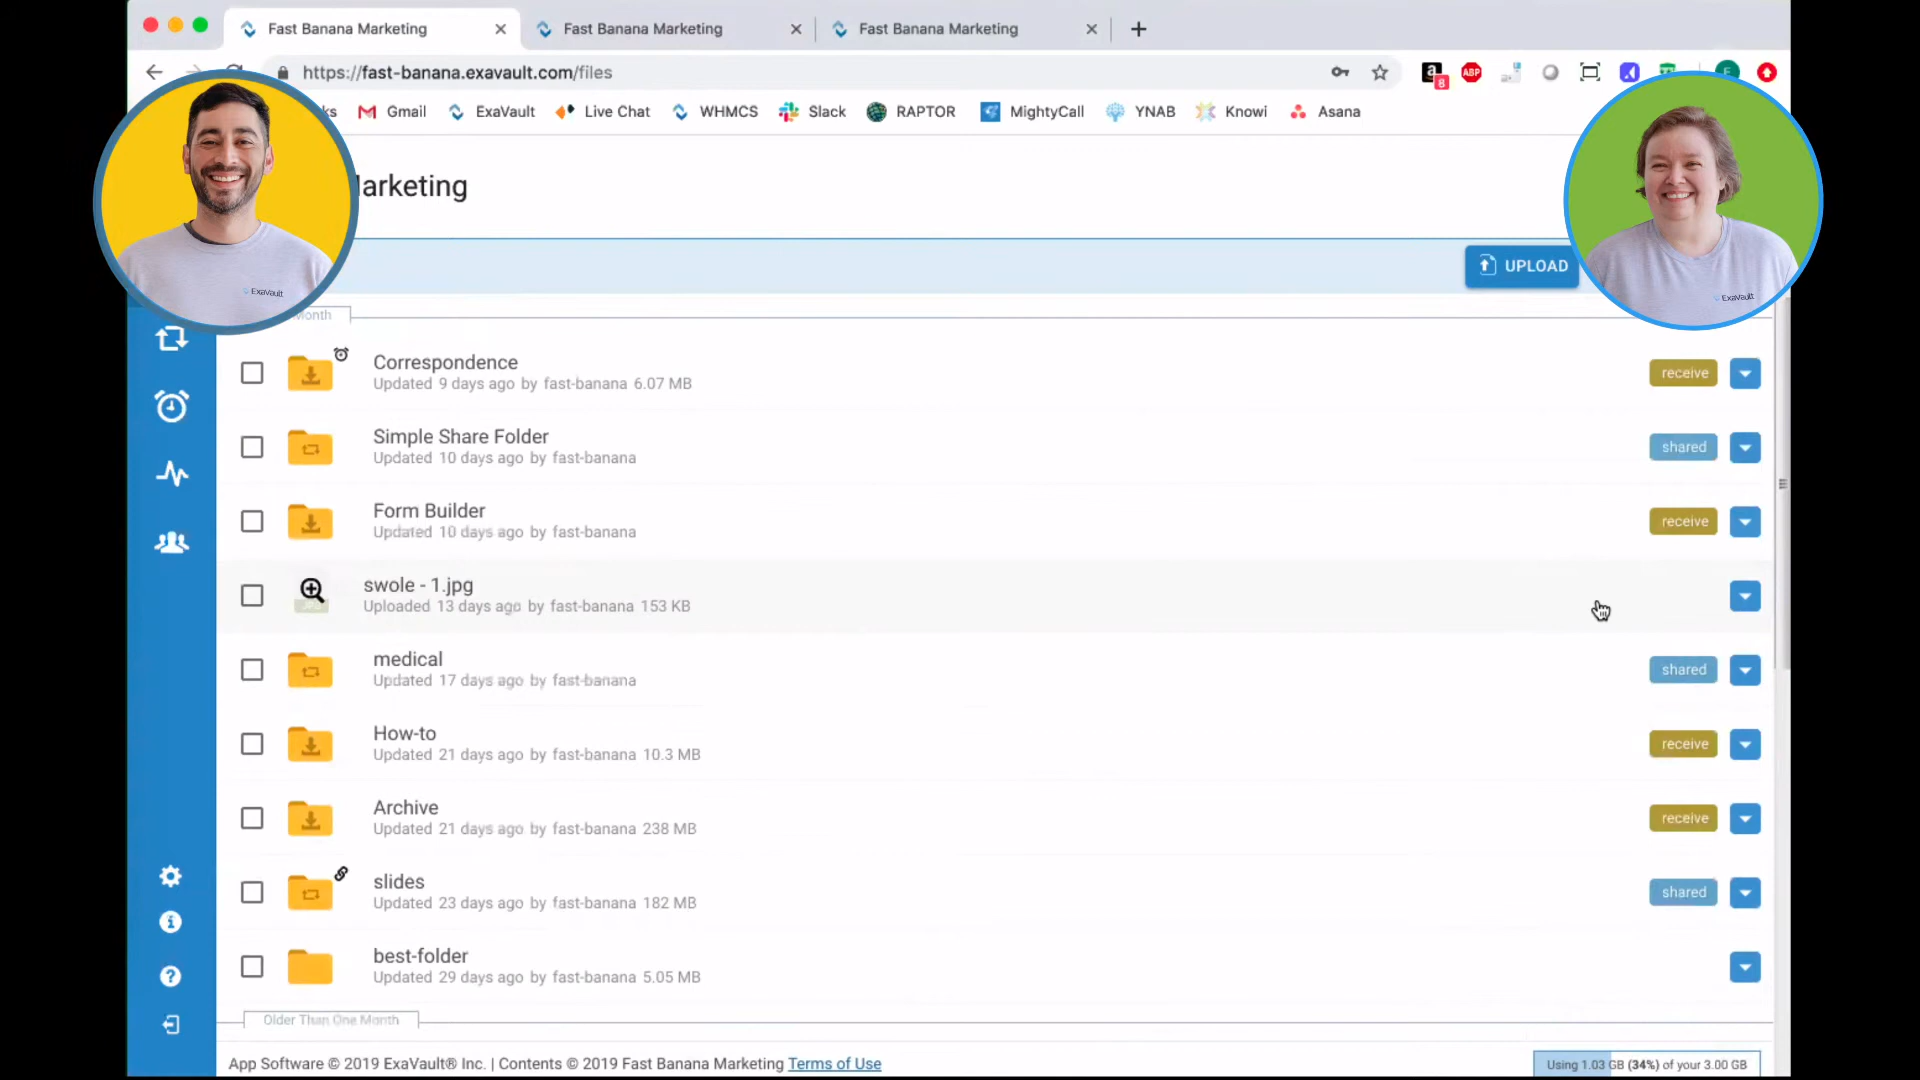 Fast Banana Marketing
Fast Banana Marketing
Fast Banana Marketing
https://fast-banana.exavault.com/files
a
8
ABP
E
ks
Gmail
ExaVault
Live Chat
WHMCS
Slack
RAPTOR
MightyCall
YNAB
Knowi
Asana
Marketing
UPLOAD
ExaVault
ExaVault
Month
Correspondence
Updated 9 days ago by fast-banana 6.07 MB
receive
Simple Share Folder
Updated 10 days ago by fast-banana
shared
Form Builder
Updated 10 days ago by fast-banana
receive
swole - 1.jpg
Uploaded 13 days ago by fast-banana 153 KB
medical
Updated 17 days ago by fast-banana
shared
How-to
Updated 21 days ago by fast-banana 10.3 MB
receive
Archive
Updated 21 days ago by fast-banana 238 MB
receive
slides
Updated 23 days ago by fast-banana 182 MB
shared
best-folder
Updated 29 days ago by fast-banana 5.05 MB
Older Than One Month
App Software © 2019 ExaVault® Inc. | Contents © 2019 Fast Banana Marketing Terms of Use
Using 1.03 GB (34%) of your 3.00 GB